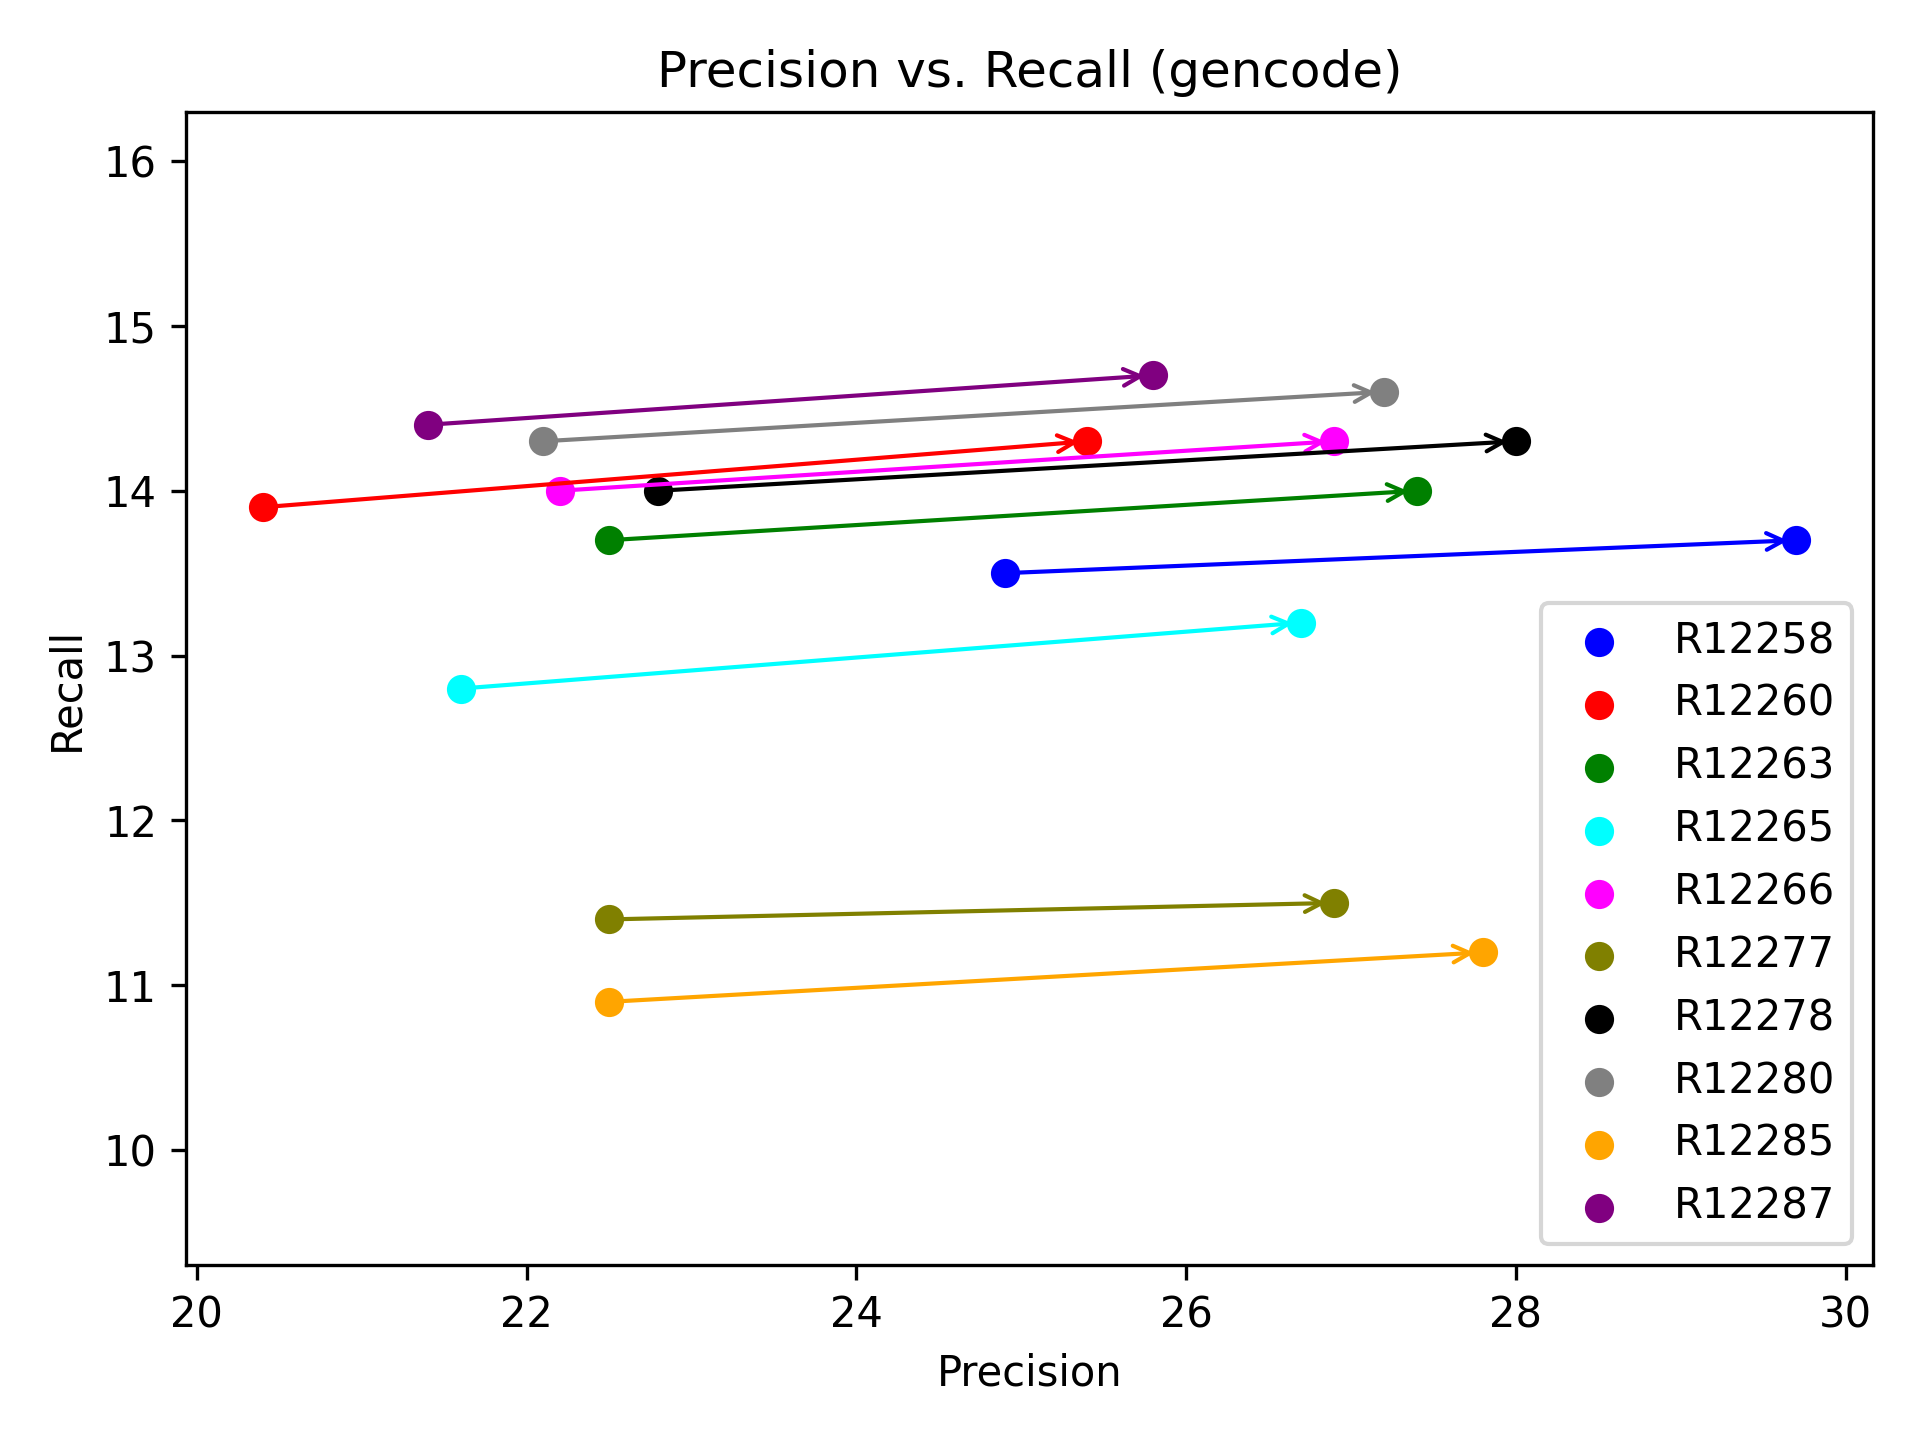 Precision vs. Recall (gencode)
16
15
14
13
12
11
10
Recall
R12258
R12260
R12263
R12265
R12266
R12277
R12278
R12280
R12285
R12287
20 22 24 26 28 30
Precision